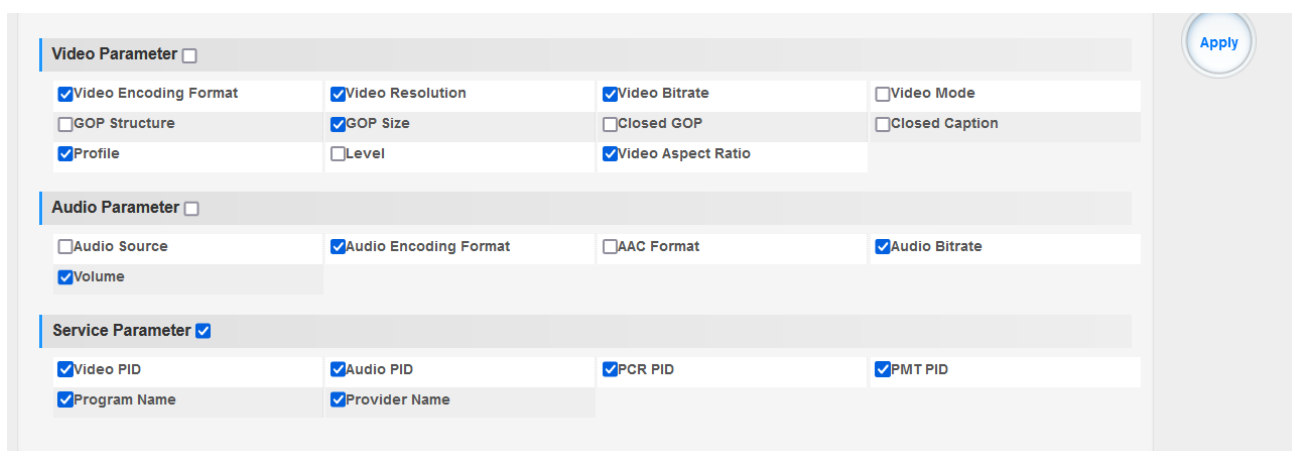 Apply
Video Parameter
Video Encoding Format Video Resolution Video Bitrate Video Mode
GOP Structure GOP Size Closed GOP Closed Caption
Profile Level Video Aspect Ratio
Audio Parameter
Audio Source Audio Encoding Format AAC Format Audio Bitrate
Volume
Service Parameter
Video PID Audio PID PCR PID PMT PID
Program Name Provider Name